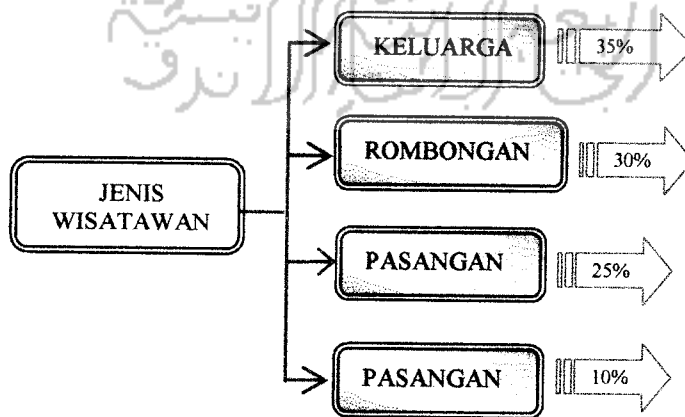 KELUARGA 35%
ROMBONGAN 30%
JENIS
WISATAWAN
PASANGAN 25%
PASANGAN 10%